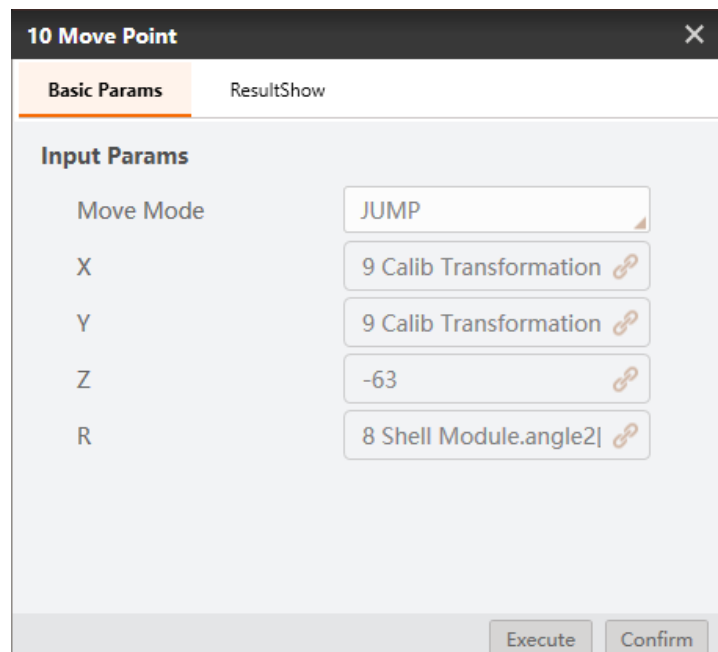 10 Move Point
Basic Params ResultShow
Input Params
Move Mode JUMP
X 9 Calib Transformation
Y 9 Calib Transformation
Z -63
R 8 Shell Module.angle2|
Execute Confirm